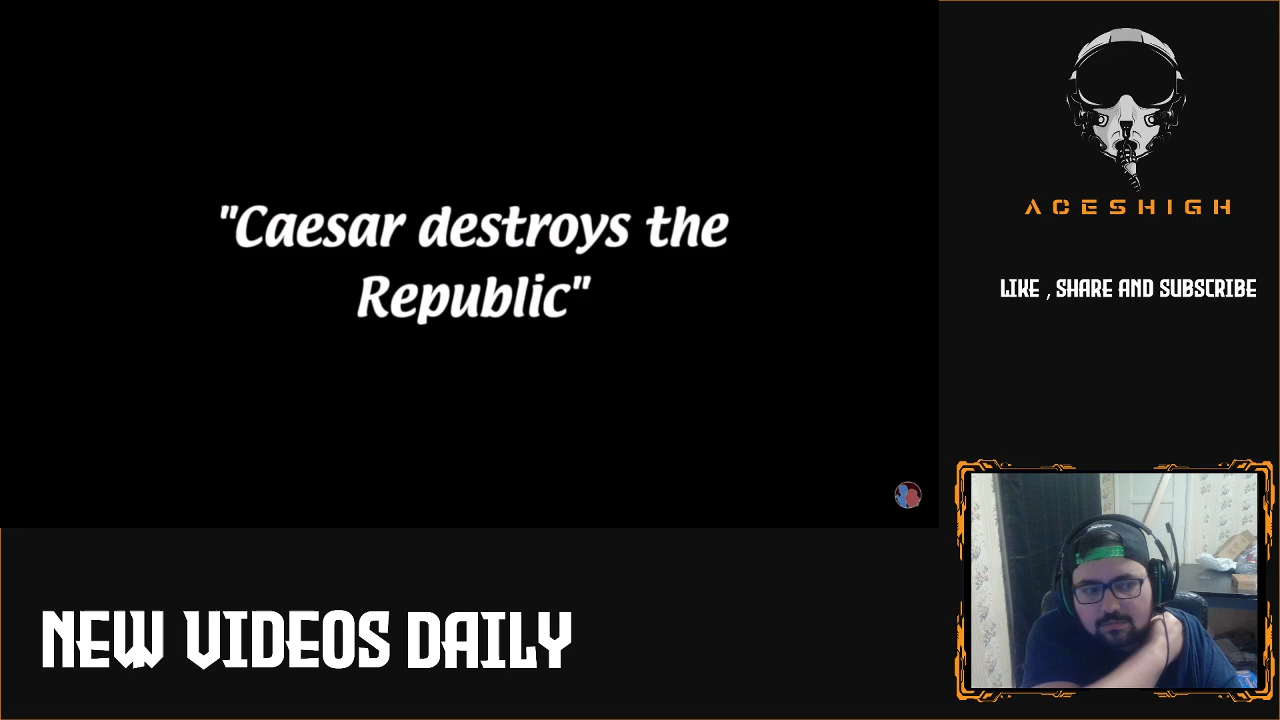 "Caesar destroys the
Republic"
ACESHIGH
LIKE , SHARE AND SUBSCRIBE
NEW VIDEOS DAILY